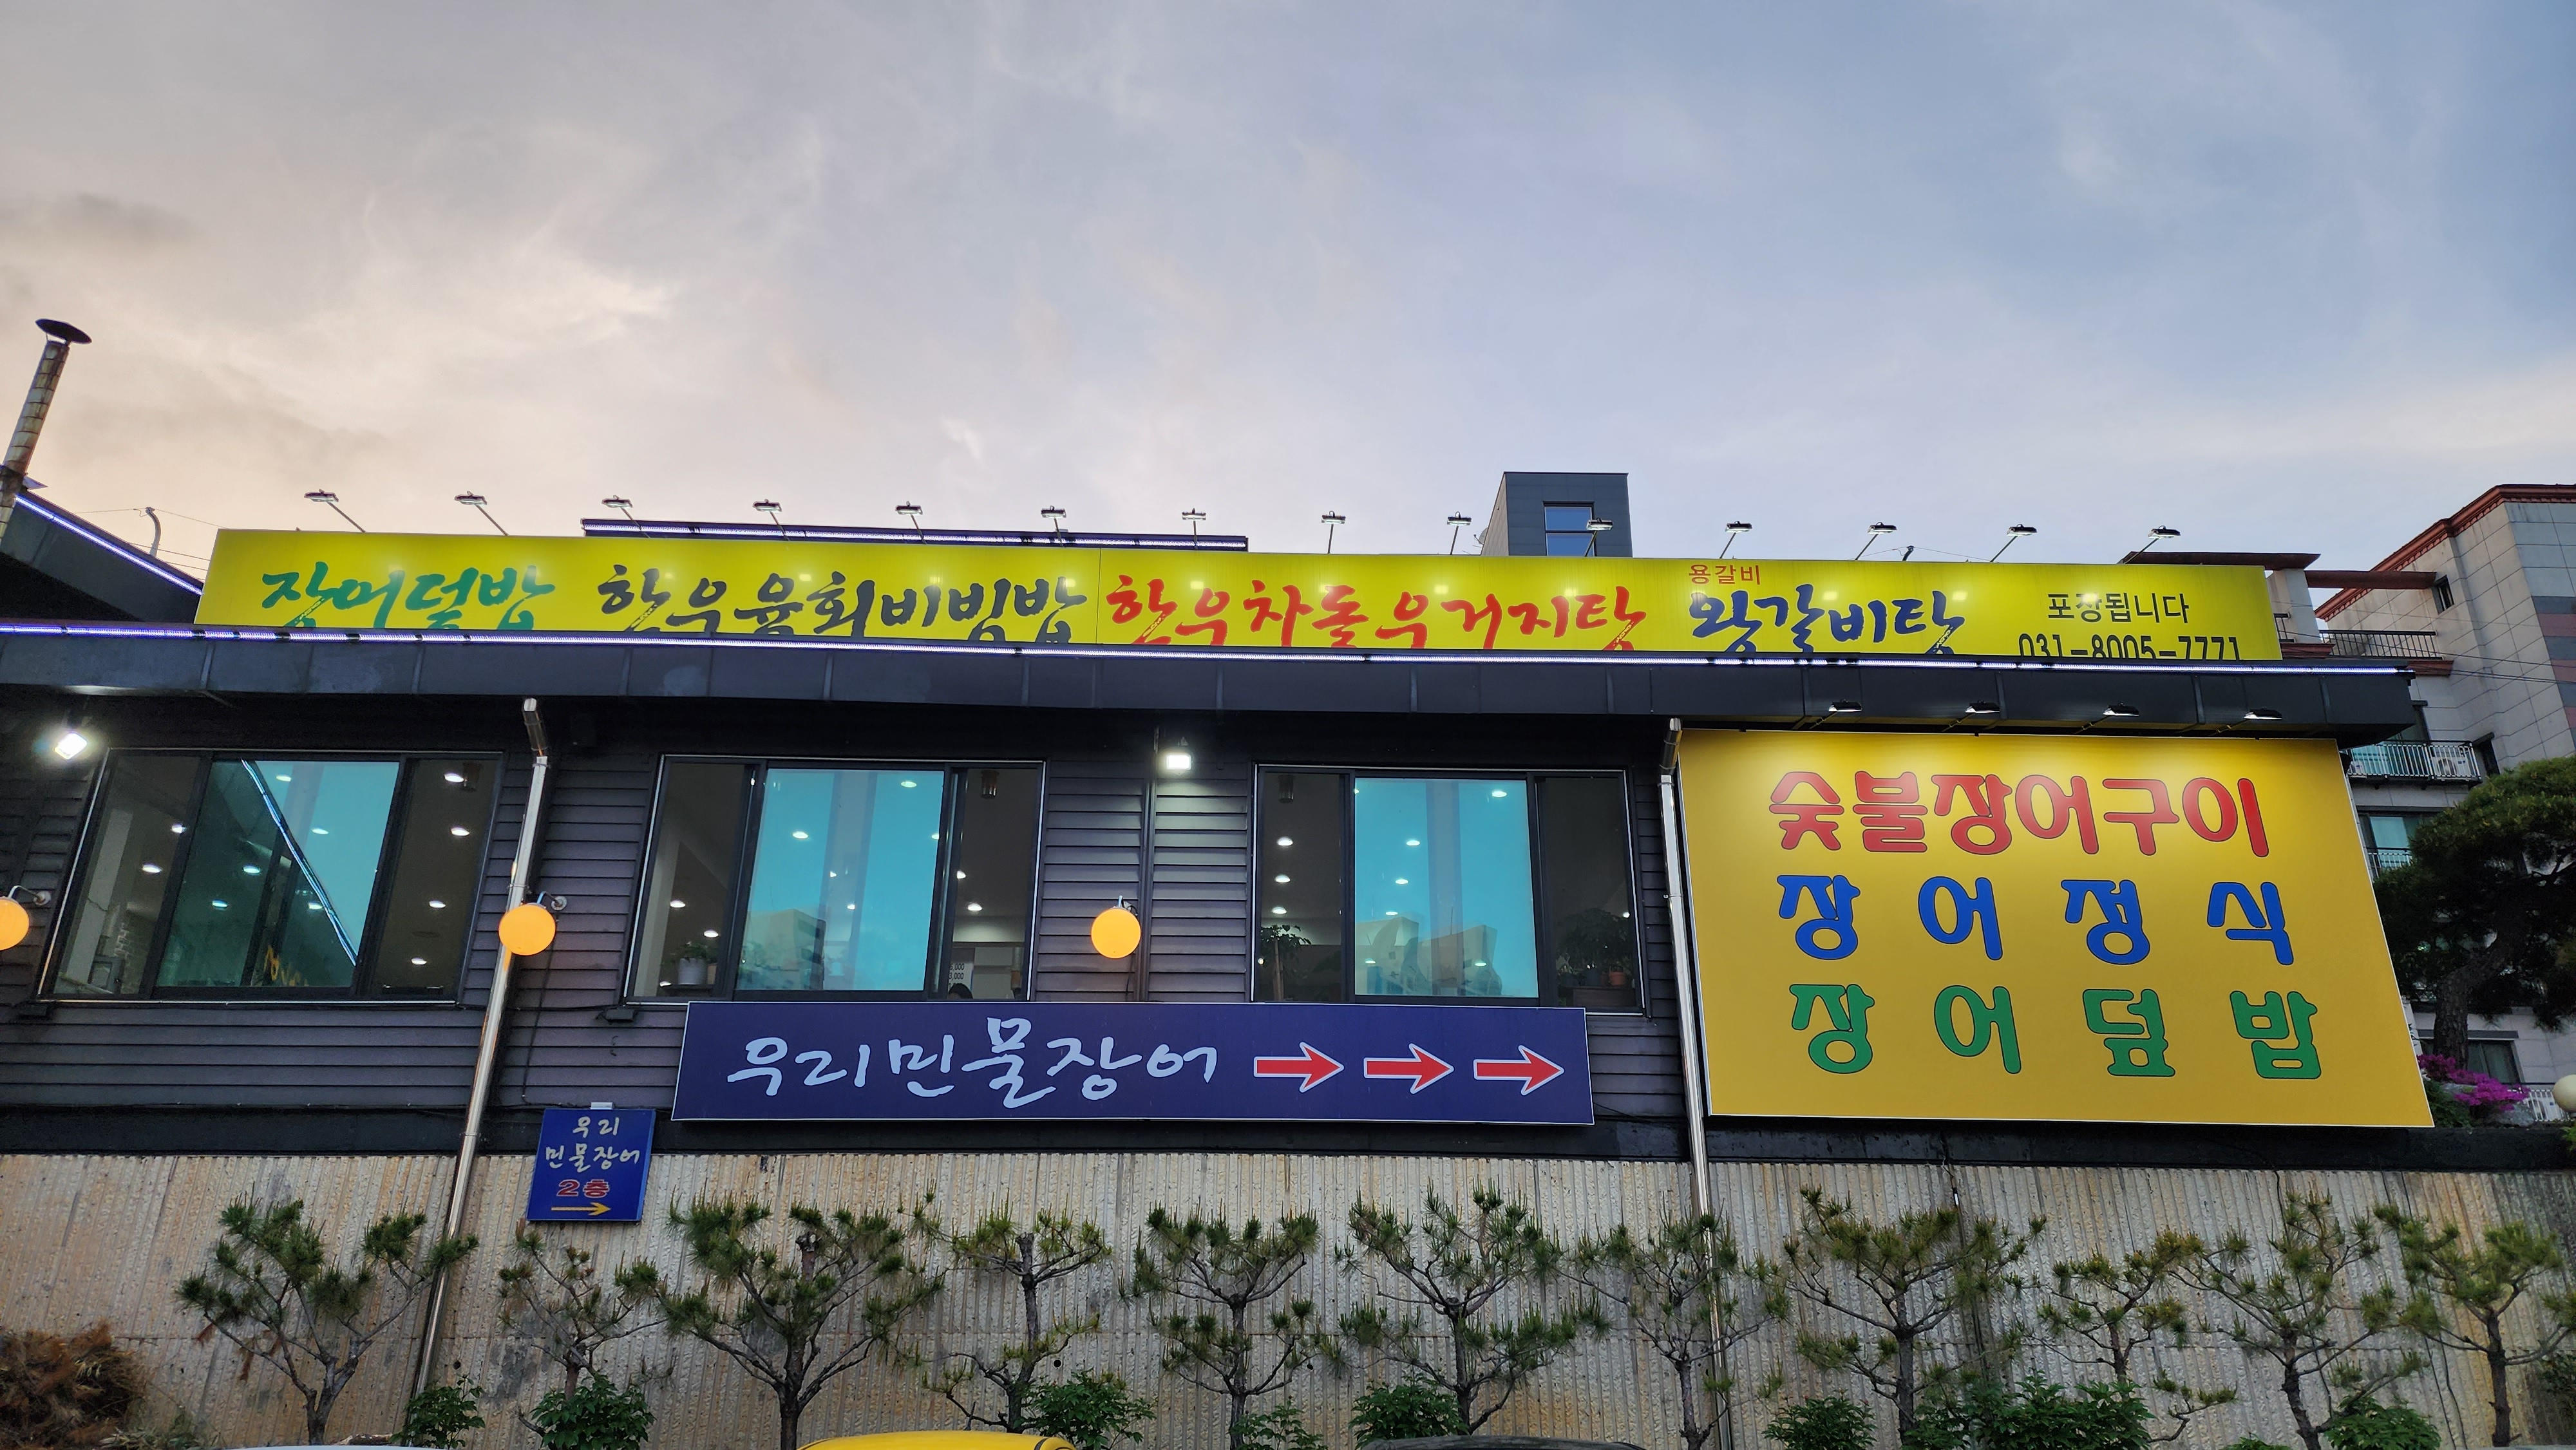 장어덮밥 한우육회비빔밥 한우차돌우거지탕 용갈비 왕갈비탕
포장됩니다
031-8005-7771
숯불장어구이
장어정식
장어덮밥
우리민물장어
우리
민물장어
2층